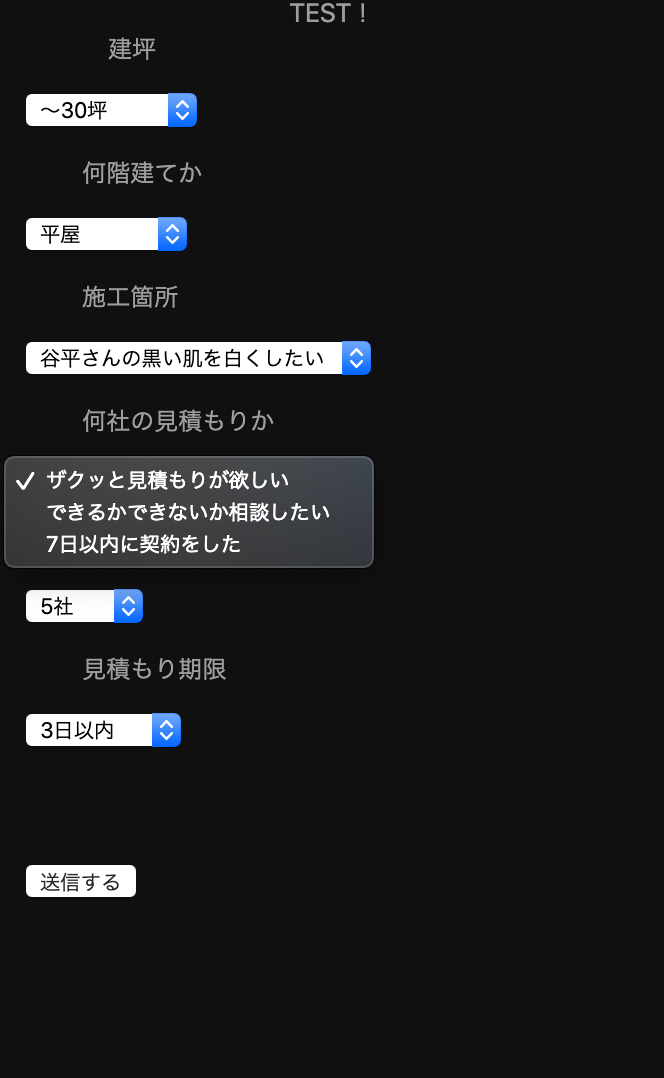 TEST！
建坪
〜30坪
何階建てか
平屋
施工箇所
谷平さんの黒い肌を白くしたい
何社の見積もりか
ザクッと見積もりが欲しい
できるかできないか相談したい
7日以内に契約をした
5社
見積もり期限
3日以内
送信する